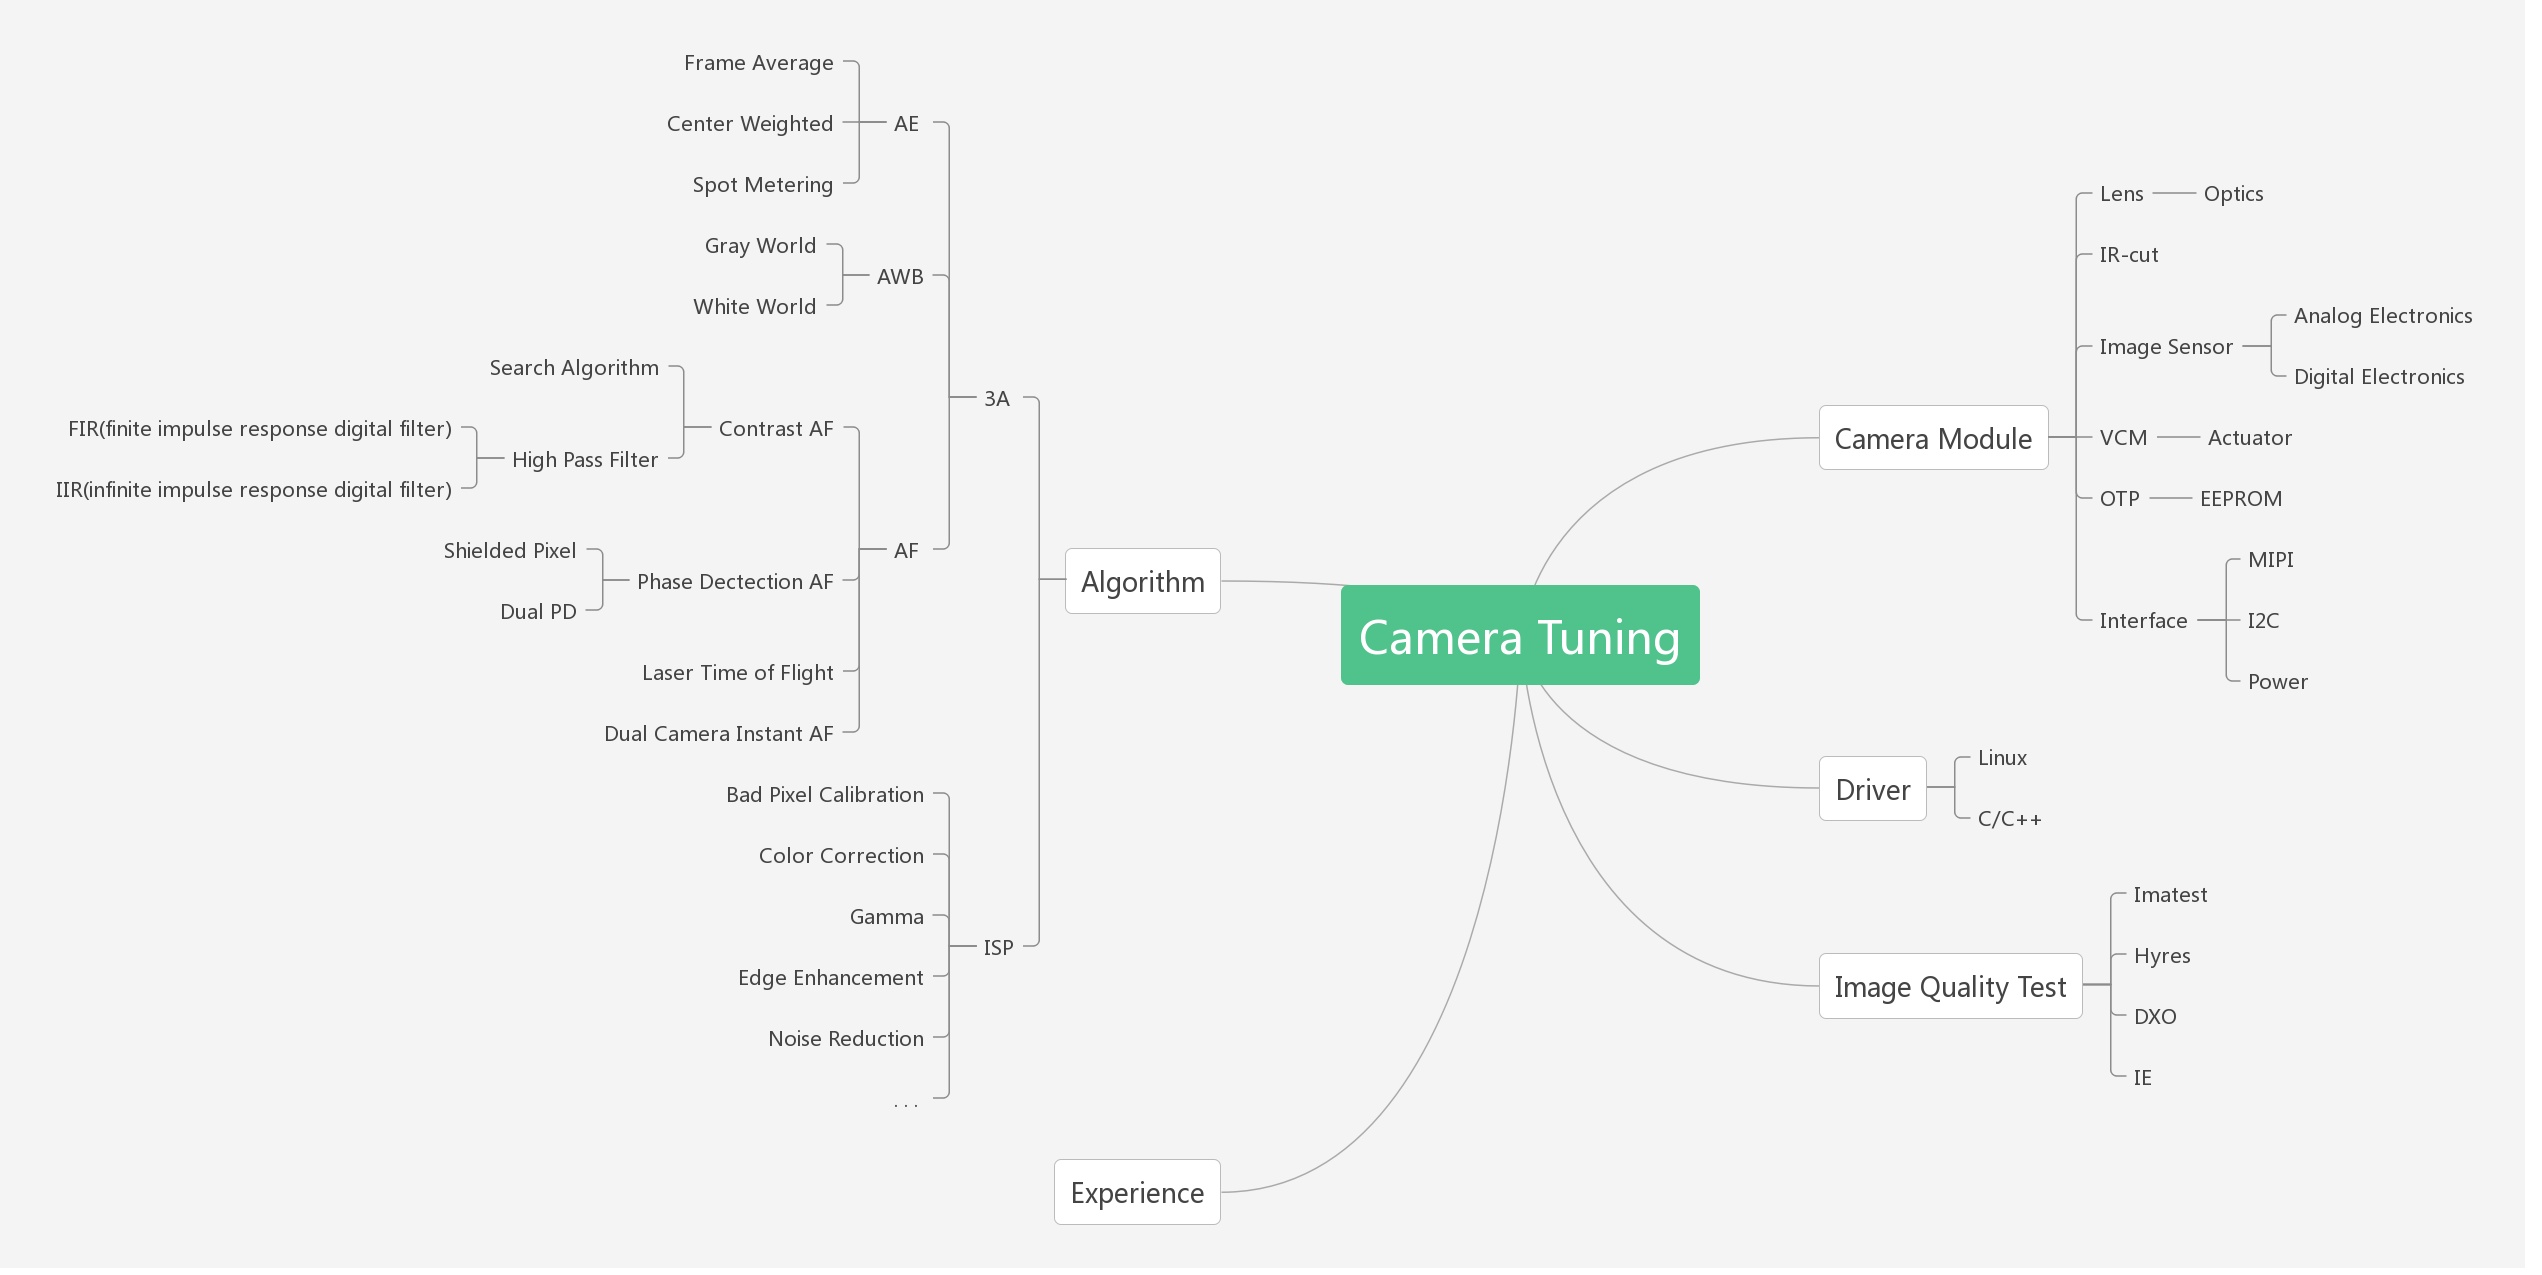 Camera Tuning
Camera Module
Lens
Optics
IR-cut
Image Sensor
Analog Electronics
Digital Electronics
VCM
Actuator
OTP
EEPROM
Interface
MIPI
I2C
Power
Driver
Linux
C/C++
Image Quality Test
Imatest
Hyres
DXO
IE
Algorithm
3A
AE
Frame Average
Center Weighted
Spot Metering
AWB
Gray World
White World
AF
Contrast AF
Search Algorithm
High Pass Filter
FIR(finite impulse response digital filter)
IIR(infinite impulse response digital filter)
Phase Dectection AF
Shielded Pixel
Dual PD
Laser Time of Flight
Dual Camera Instant AF
ISP
Bad Pixel Calibration
Color Correction
Gamma
Edge Enhancement
Noise Reduction
...
Experience